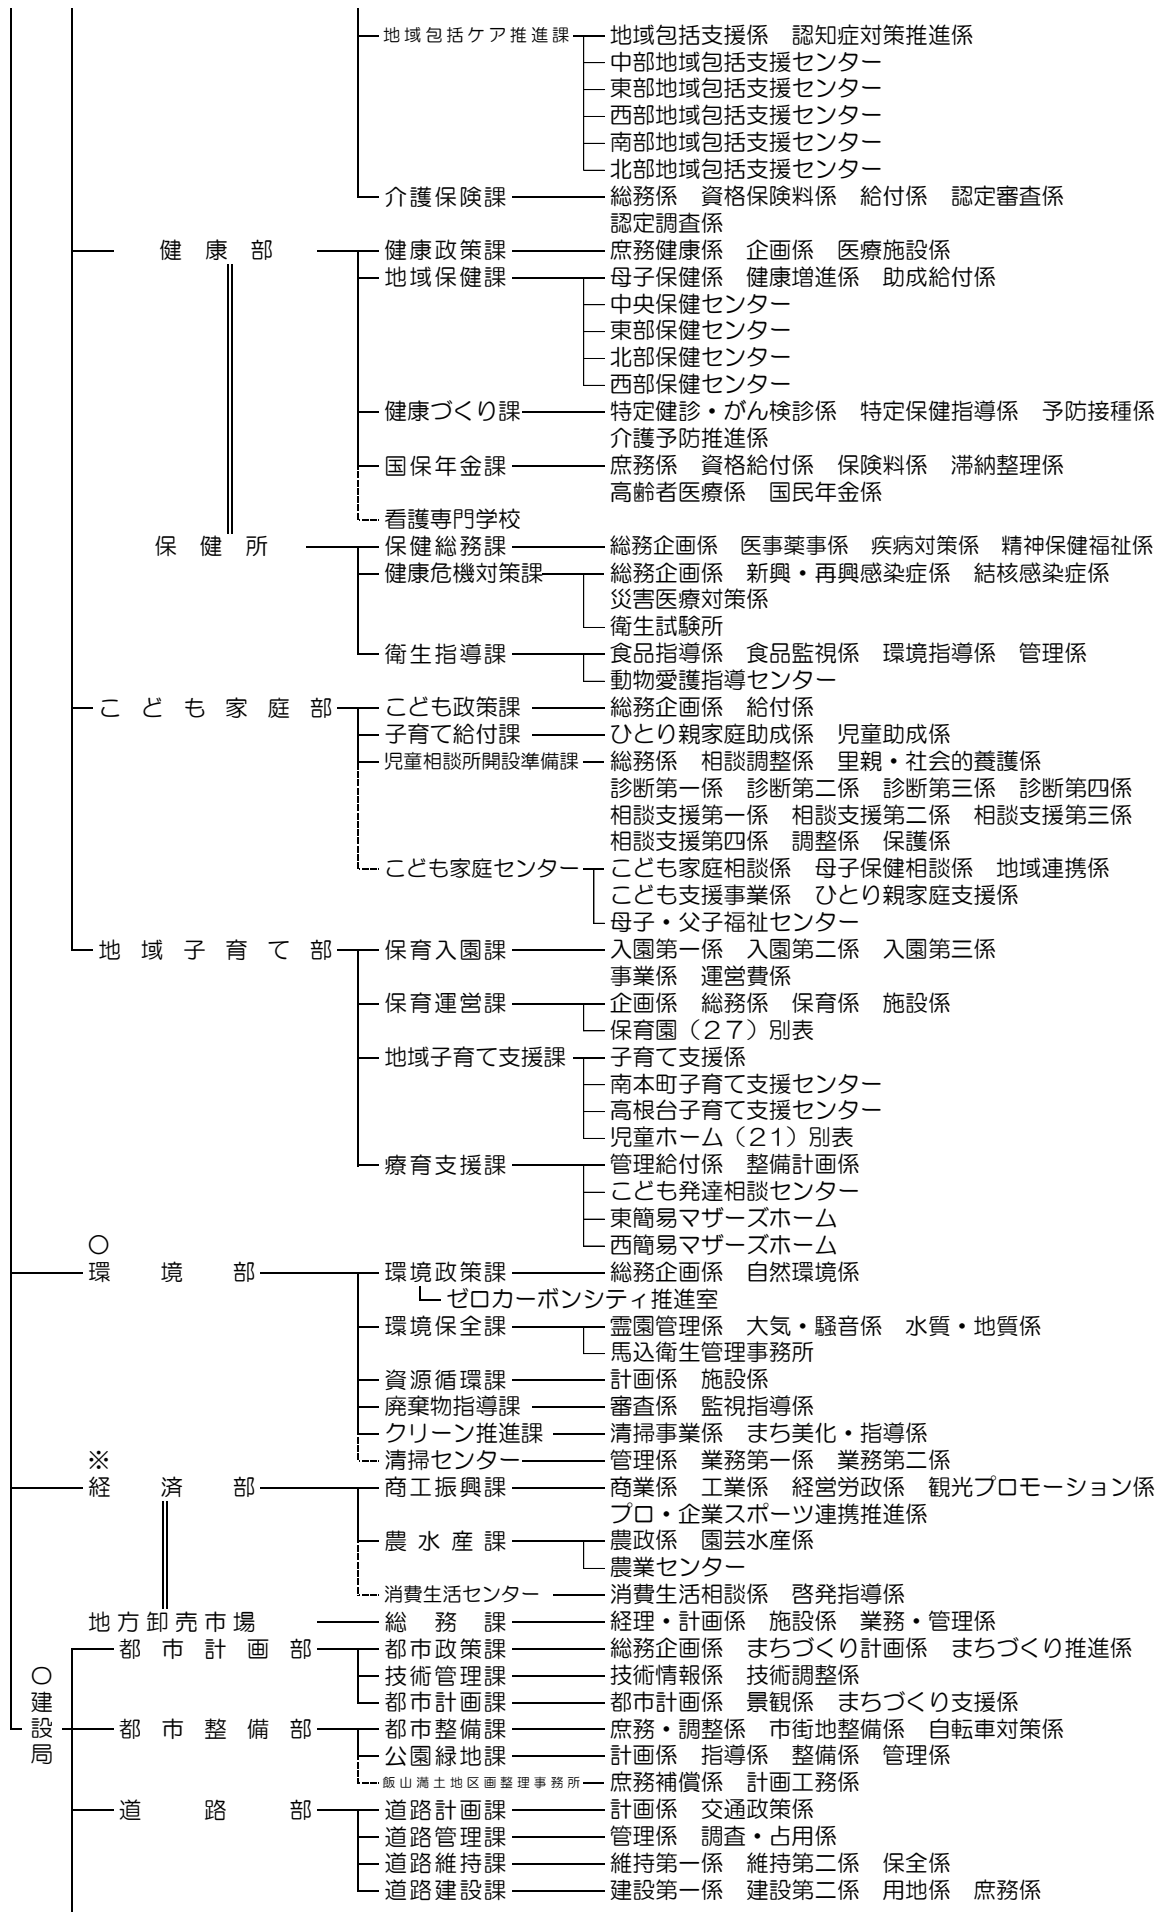 地域包括ケア推進課 地域包括支援係 認知症対策推進係
中部地域包括支援センター
東部地域包括支援センター
西部地域包括支援センター
南部地域包括支援センター
北部地域包括支援センター
介護保険課 総務係 資格保険料係 給付係 認定審査係
認定調査係
健康部 健康政策課 庶務健康係 企画係 医療施設係
地域保健課 母子保健係 健康増進係 助成給付係
中央保健センター
東部保健センター
北部保健センター
西部保健センター
健康づくり課 特定健診・がん検診係 特定保健指導係 予防接種係
介護予防推進係
国保年金課 庶務係 資格給付係 保険料係 滞納整理係
高齢者医療係 国民年金係
看護専門学校
保健所 保健総務課 総務企画係 医事薬事係 疾病対策係 精神保健福祉係
健康危機対策課 総務企画係 新興・再興感染症係 結核感染症係
災害医療対策係
衛生試験所
衛生指導課 食品指導係 食品監視係 環境指導係 管理係
動物愛護指導センター
こども家庭部 こども政策課 総務企画係 給付係
子育て給付課 ひとり親家庭助成係 児童助成係
児童相談所開設準備課 総務係 相談調整係 里親・社会的養護係
診断第一係 診断第二係 診断第三係 診断第四係
相談支援第一係 相談支援第二係 相談支援第三係
相談支援第四係 調整係 保護係
こども家庭センター こども家庭相談係 母子保健相談係 地域連携係
こども支援事業係 ひとり親家庭支援係
母子・父子福祉センター
地域子育て部 保育入園課 入園第一係 入園第二係 入園第三係
事業係 運営費係
保育運営課 企画係 総務係 保育係 施設係
保育園（２７）別表
地域子育て支援課 子育て支援係
南本町子育て支援センター
高根台子育て支援センター
児童ホーム（２１）別表
療育支援課 管理給付係 整備計画係
こども発達相談センター
東簡易マザーズホーム
西簡易マザーズホーム
○
環境部 環境政策課 総務企画係 自然環境係
ゼロカーボンシティ推進室
環境保全課 霊園管理係 大気・騒音係 水質・地質係
馬込衛生管理事務所
資源循環課 計画係 施設係
廃棄物指導課 審査係 監視指導係
クリーン推進課 清掃事業係 まち美化・指導係
※
清掃センター 管理係 業務第一係 業務第二係
経済部 商工振興課 商業係 工業係 経営労政係 観光プロモーション係
プロ・企業スポーツ連携推進係
農水産課 農政係 園芸水産係
農業センター
消費生活センター 消費生活相談係 啓発指導係
地方卸売市場 総務課 経理・計画係 施設係 業務・管理係
○建設局
都市計画部 都市政策課 総務企画係 まちづくり計画係 まちづくり推進係
技術管理課 技術情報係 技術調整係
都市計画課 都市計画係 景観係 まちづくり支援係
都市整備部 都市整備課 庶務・調整係 市街地整備係 自転車対策係
公園緑地課 計画係 指導係 整備係 管理係
飯山満土地区画整理事務所 庶務補償係 計画工務係
道路部 道路計画課 計画係 交通政策係
道路管理課 管理係 調査・占用係
道路維持課 維持第一係 維持第二係 保全係
道路建設課 建設第一係 建設第二係 用地係 庶務係